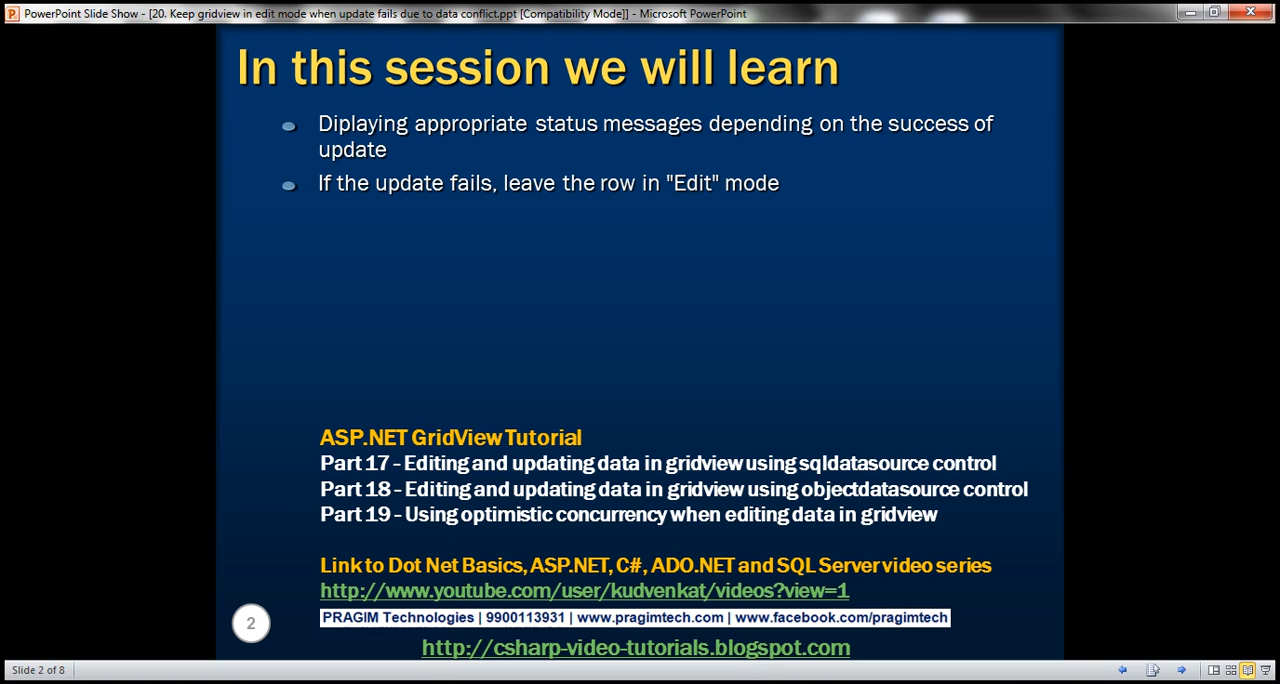 PowerPoint Slide Show - [20. Keep gridview in edit mode when update fails due to data conflict.ppt [Compatibility Mode]] - Microsoft PowerPoint
In this session we will learn
Diplaying appropriate status messages depending on the success of
update
If the update fails, leave the row in "Edit" mode
ASP.NET GridView Tutorial
Part 17 - Editing and updating data in gridview using sqldatasource control
Part 18 - Editing and updating data in gridview using objectdatasource control
Part 19 - Using optimistic concurrency when editing data in gridview
Link to Dot Net Basics, ASP.NET, C#, ADO.NET and SQL Server video series
http://www.youtube.com/user/kudvenkat/videos?view=1
PRAGIM Technologies | 9900113931 | www.pragimtech.com | www.facebook.com/pragimtech
2
http://csharp-video-tutorials.blogspot.com
Slide 2 of 8